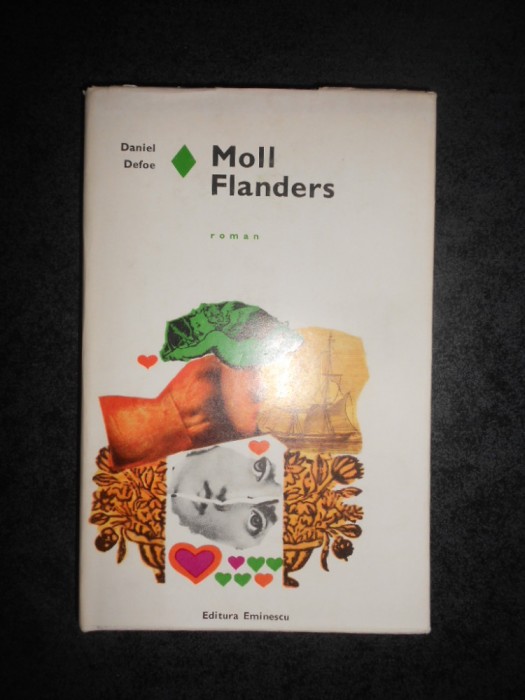 Daniel
Defoe
Moll
Flanders
roman
Editura Eminescu